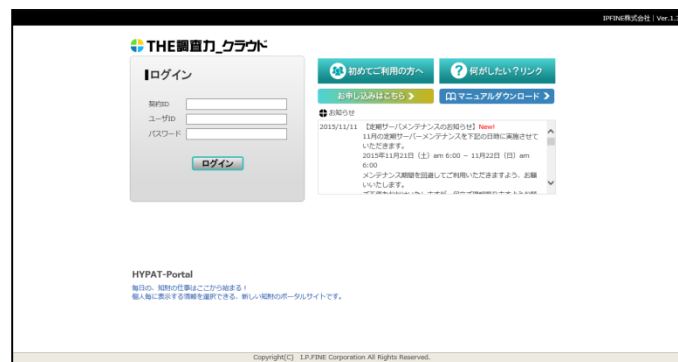 IPFINE株式会社 | Ver.1.
THE調査力_クラウド
ログイン
契約ID
ユーザID
パスワード
ログイン
初めてご利用の方へ
何がしたい？リンク
お申し込みはこちら
マニュアルダウンロード
お知らせ
2015/11/11 【定期サーバメンテナンスのお知らせ】New!
11月の定期サーバーメンテナンスを下記の日時に実施させて
いただきます。
2015年11月21日（土）am 6:00 － 11月22日（日）am
6:00
メンテナンス期間を回避してご利用いただきますよう、お願
いいたします。
HYPAT-Portal
毎日の、知財の仕事はここから始まる！
個人毎に表示する情報を選択できる、新しい知財のポータルサイトです。
Copyright(C) I.P.FINE Corporation All Rights Reserved.